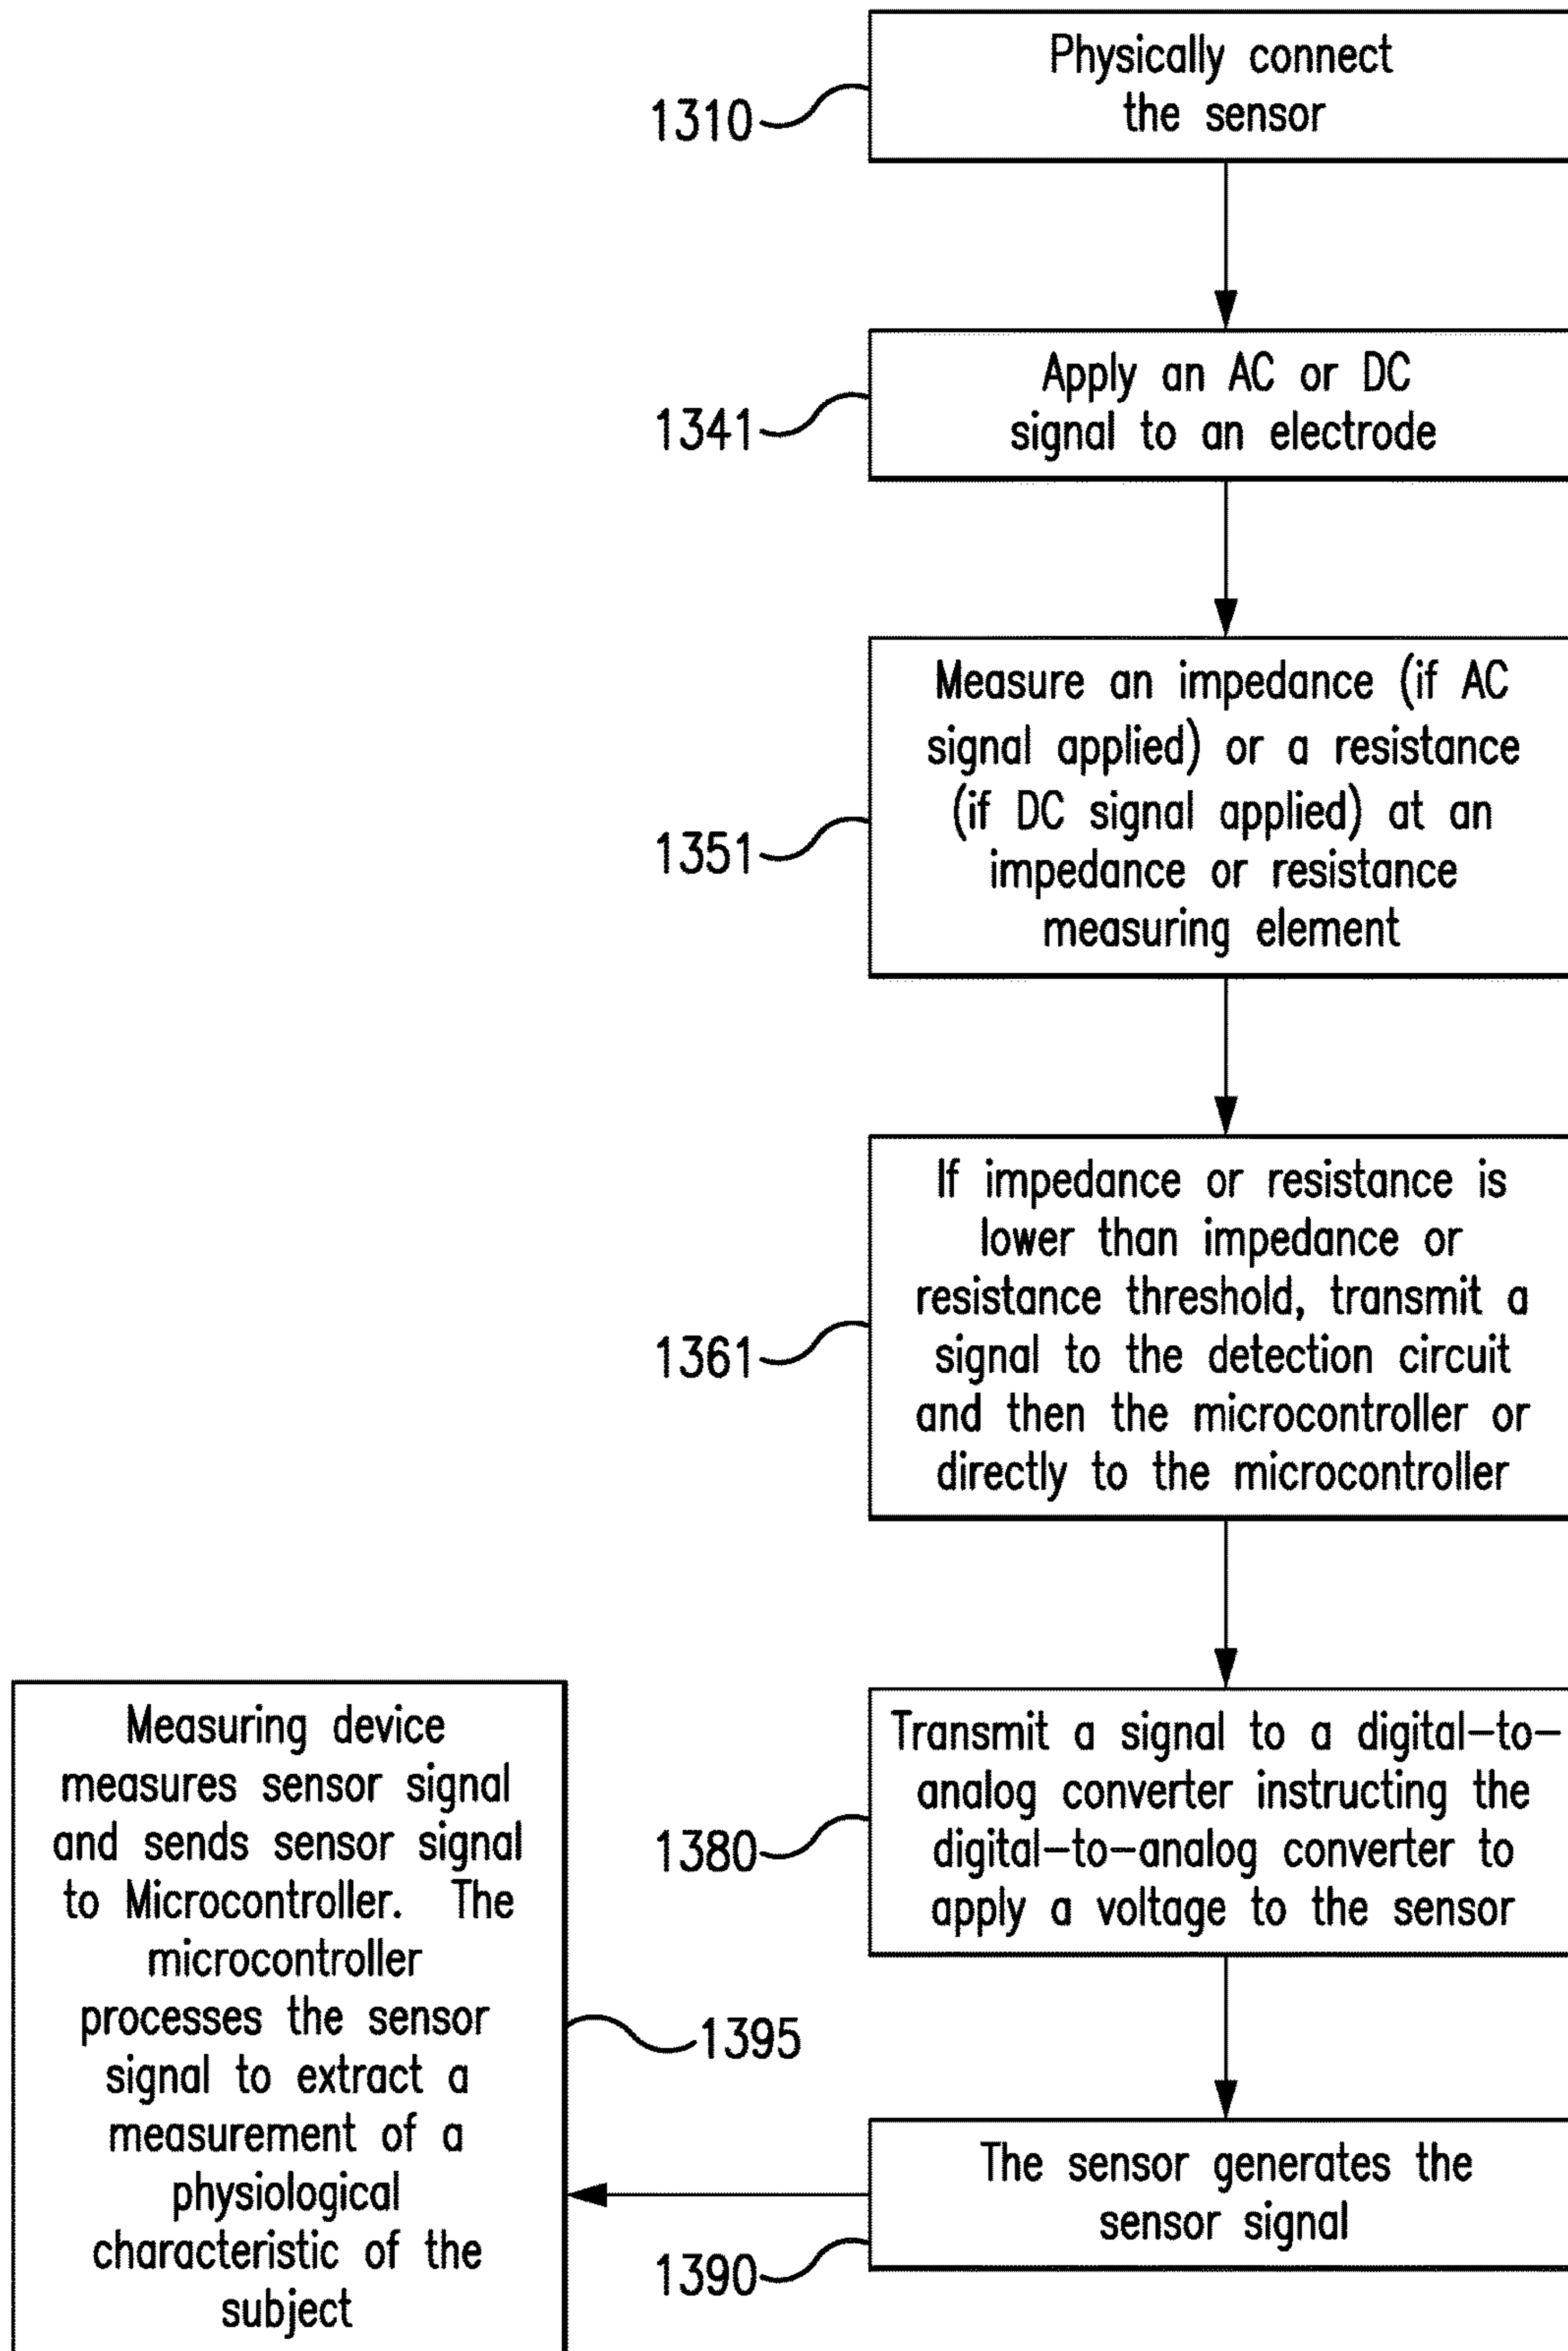 Physically connect
the sensor
1310
Apply an AC or DC
signal to an electrode
1341
Measure an impedance (if AC
signal applied) or a resistance
(if DC signal applied) at an
impedance or resistance
measuring element
1351
If impedance or resistance is
lower than impedance or
resistance threshold, transmit a
signal to the detection circuit
and then the microcontroller or
directly to the microcontroller
1361
Transmit a signal to a digital-to-
analog converter instructing the
digital-to-analog converter to
apply a voltage to the sensor
1380
The sensor generates the
sensor signal
1390
Measuring device
measures sensor signal
and sends sensor signal
to Microcontroller. The
microcontroller
processes the sensor
signal to extract a
measurement of a
physiological
characteristic of the
subject
1395